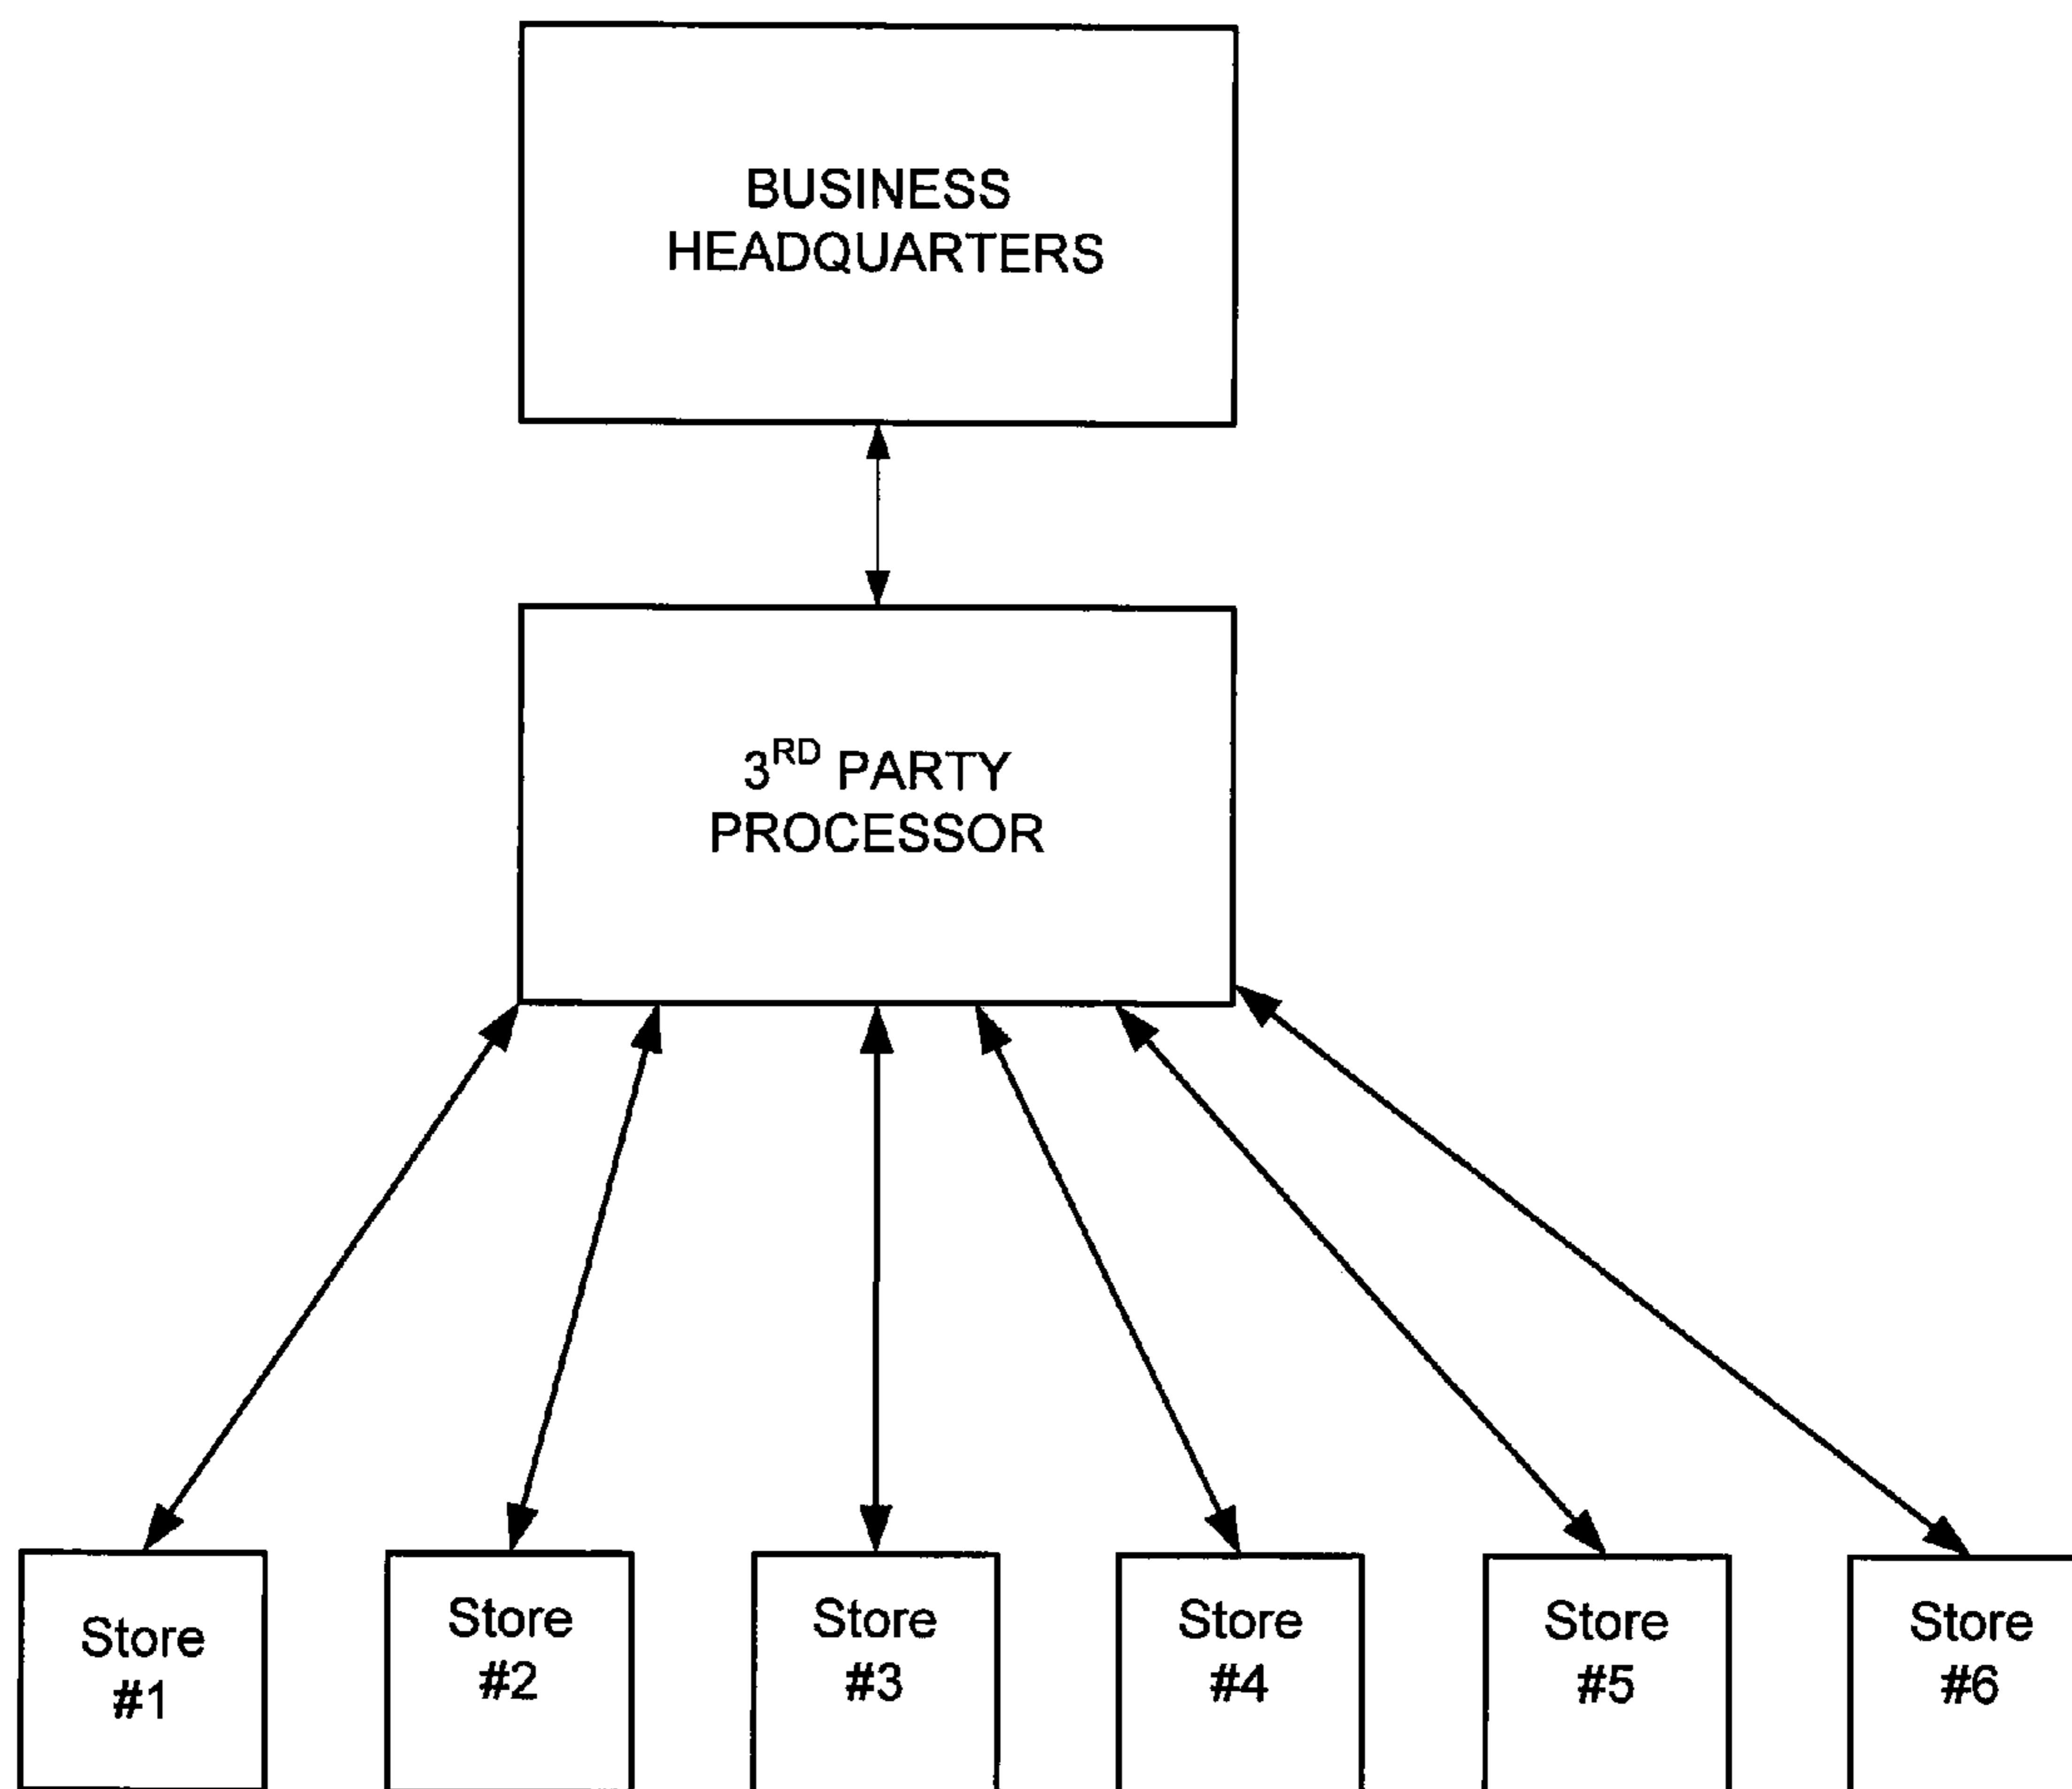 BUSINESS
HEADQUARTERS
3RD PARTY
PROCESSOR
Store
#1
Store
#2
Store
#3
Store
#4
Store
#5
Store
#6